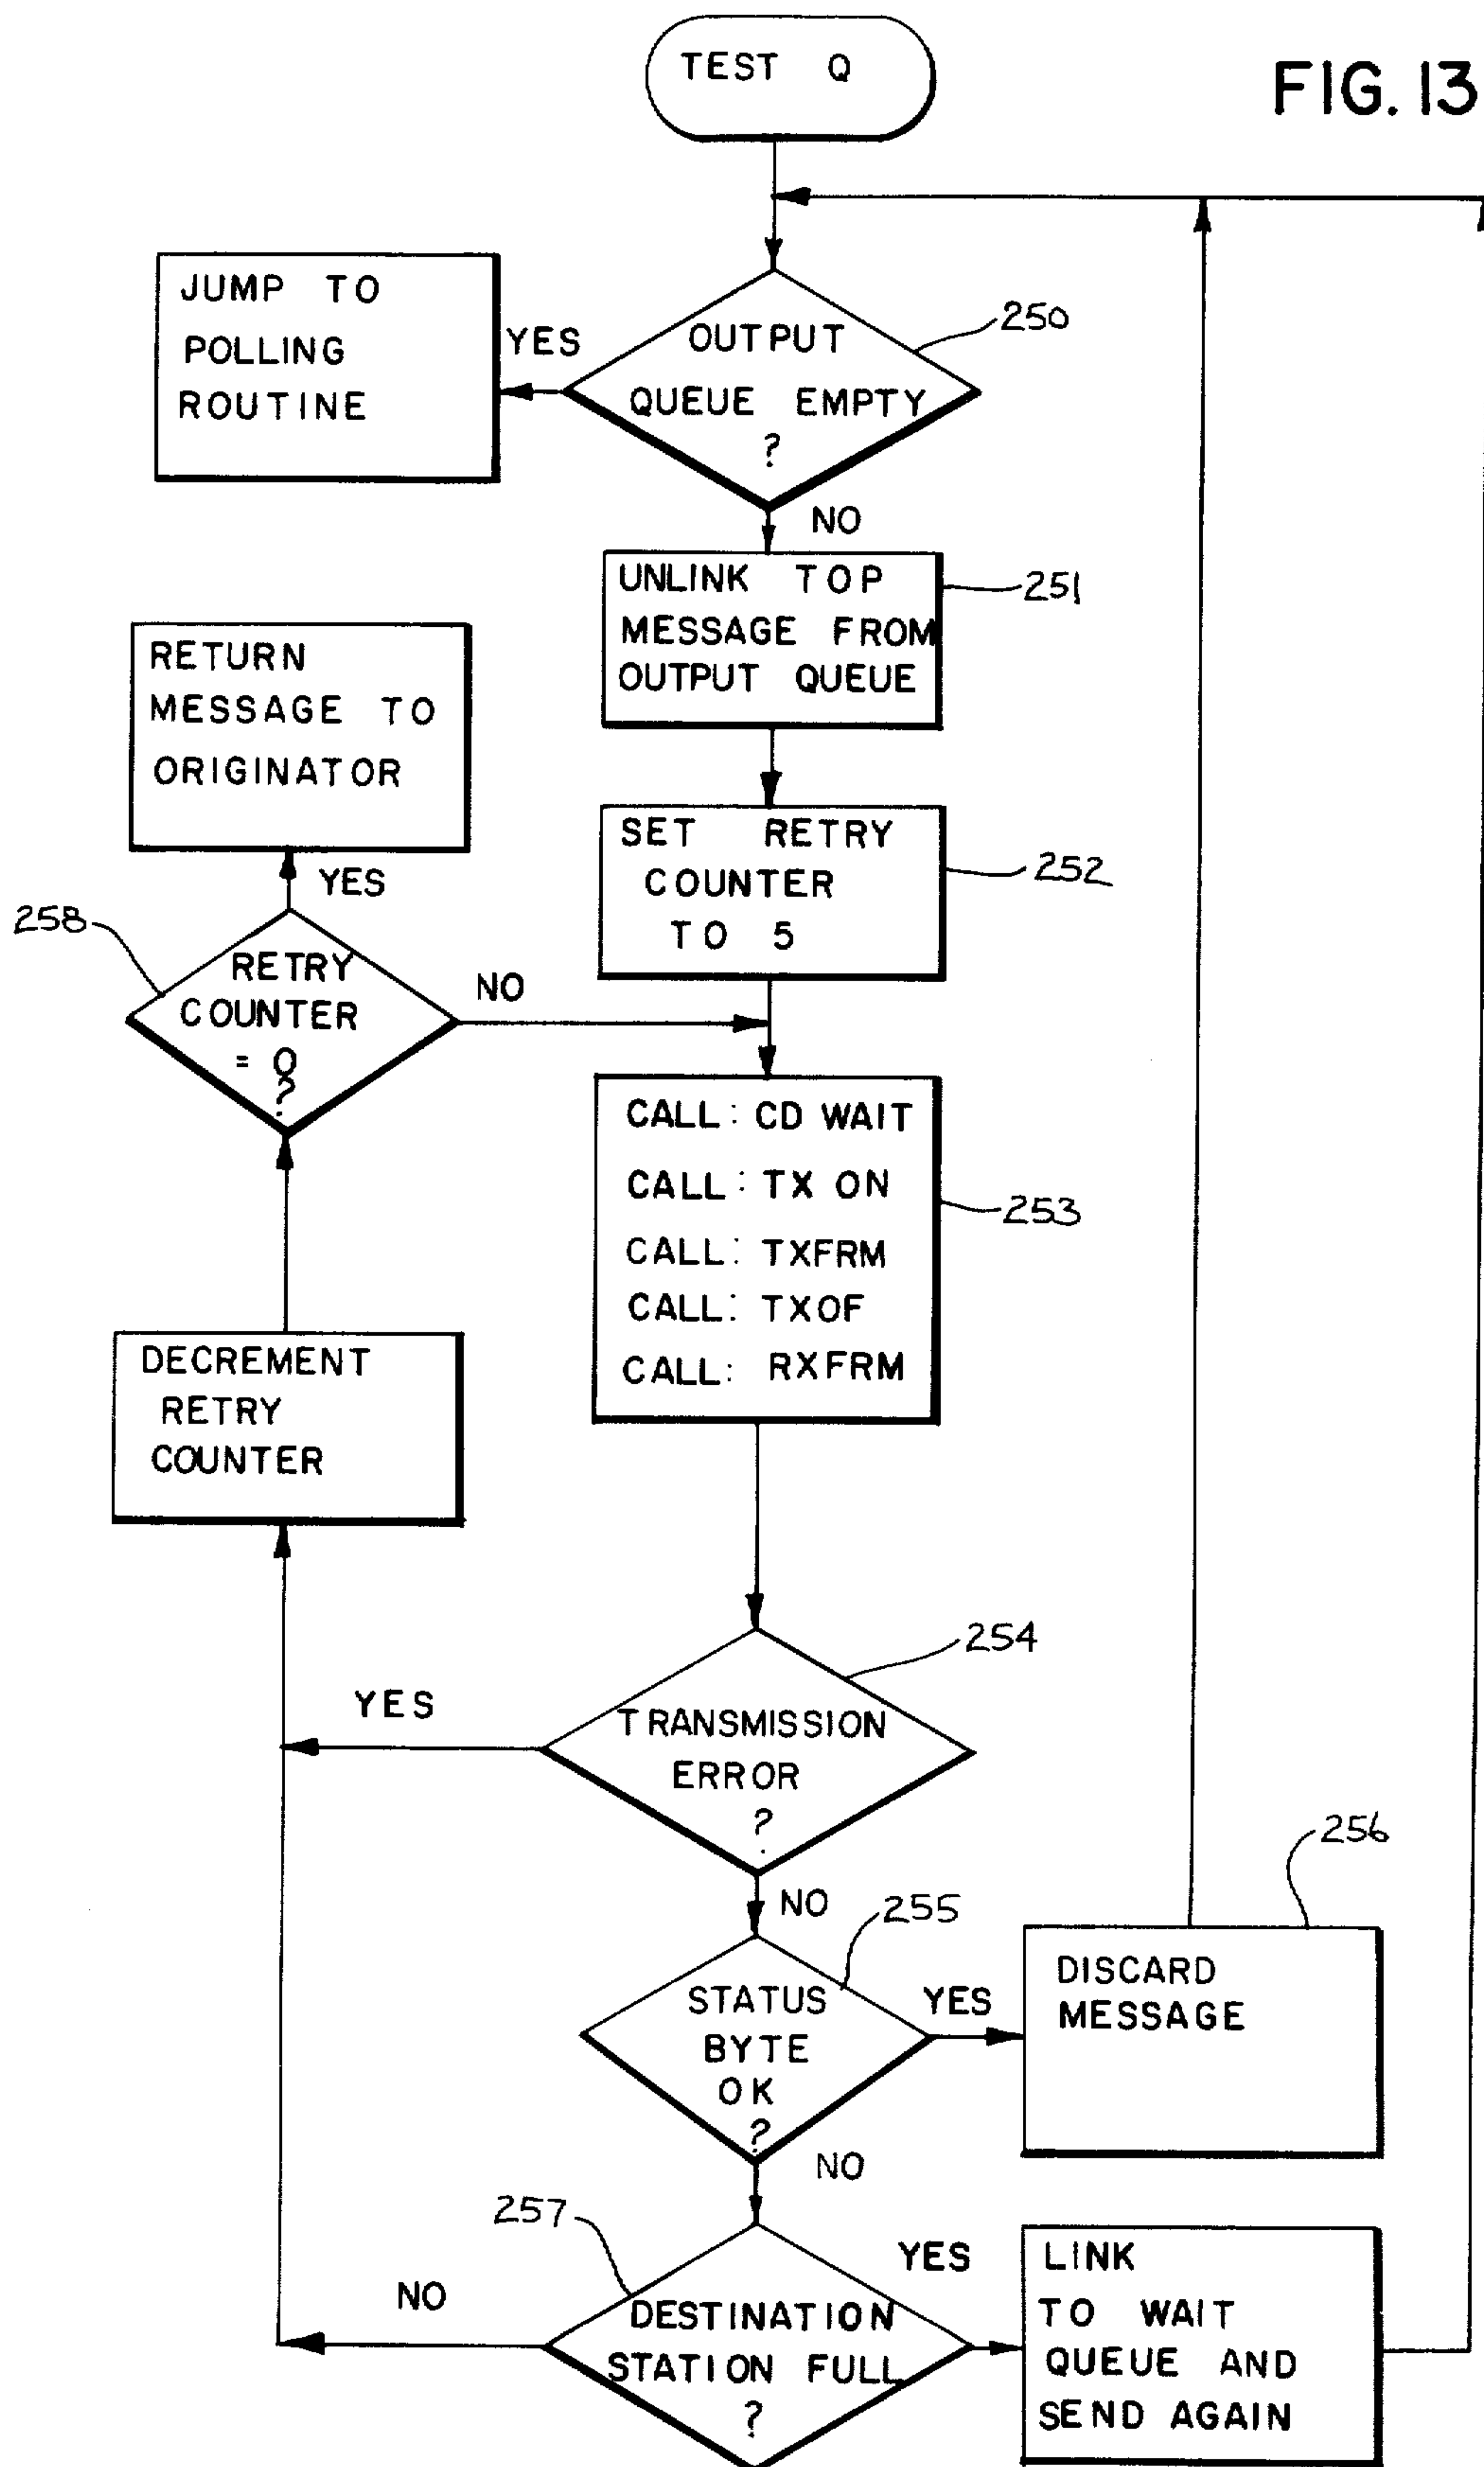 TEST Q
FIG. 13
JUMP TO
POLLING
ROUTINE
YES
OUTPUT
QUEUE EMPTY
?
250
NO
UNLINK TOP
MESSAGE FROM
OUTPUT QUEUE
251
RETURN
MESSAGE TO
ORIGINATOR
SET RETRY
COUNTER
TO 5
252
YES
258
RETRY
COUNTER
= 0
?
NO
CALL: CD WAIT
CALL: TX ON
CALL: TXFRM
CALL: TXOF
CALL: RXFRM
253
DECREMENT
RETRY
COUNTER
254
YES
TRANSMISSION
ERROR
?
NO
255
256
STATUS
BYTE
OK
?
YES
DISCARD
MESSAGE
NO
257
YES
NO
DESTINATION
STATION FULL
?
LINK
TO WAIT
QUEUE AND
SEND AGAIN